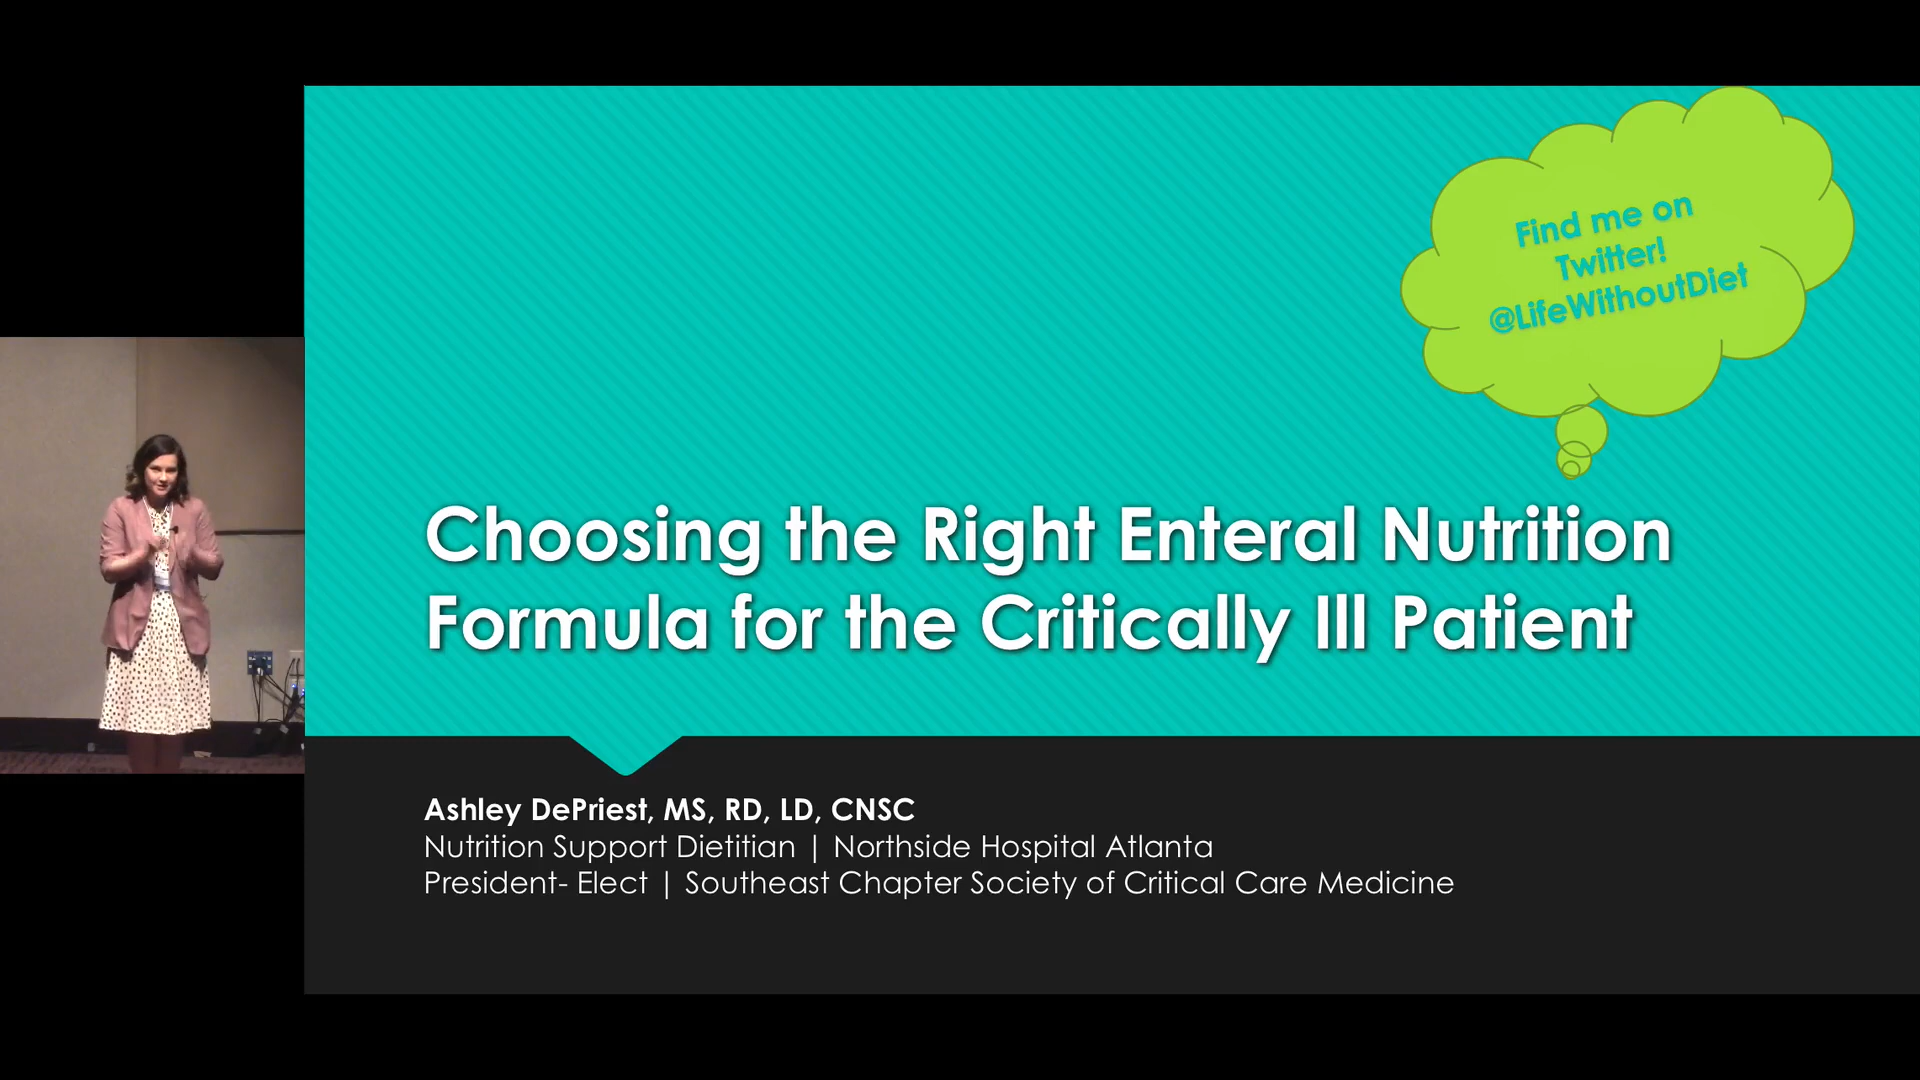 Find me on
Twitter!
@LifeWithoutDiet
Choosing the Right Enteral Nutrition
Formula for the Critically Ill Patient
Ashley DePriest, MS, RD, LD, CNSC
Nutrition Support Dietitian | Northside Hospital Atlanta
President- Elect | Southeast Chapter Society of Critical Care Medicine